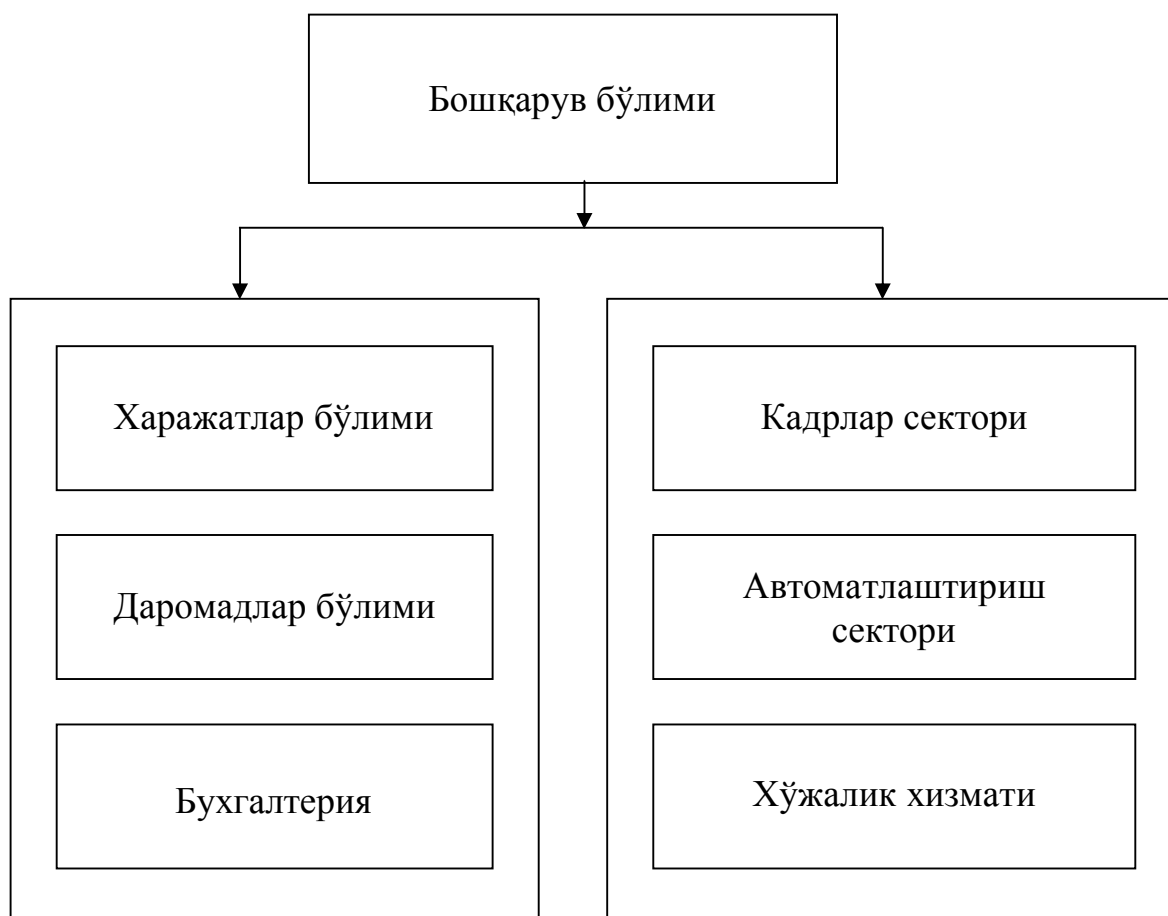 Бошқарув бўлими
Харажатлар бўлими
Даромадлар бўлими
Бухгалтерия
Кадрлар сектори
Автоматлаштириш
сектори
Хўжалик хизмати